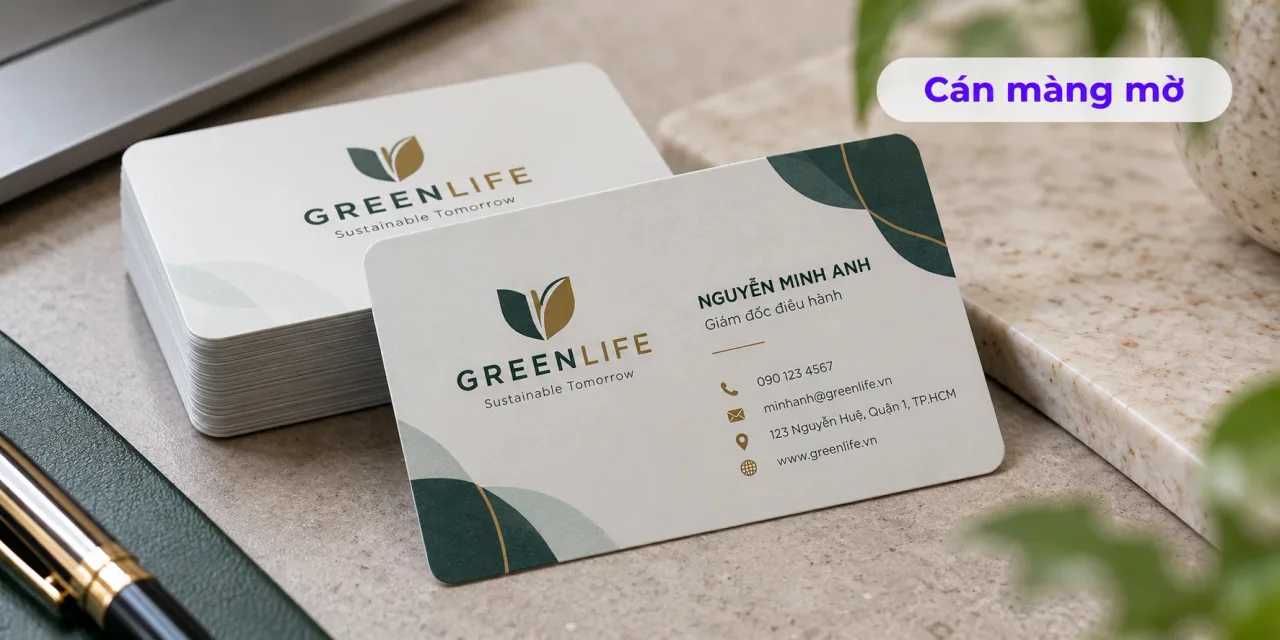 Cán màng mờ
GREENLIFE
Sustainable Tomorrow
GREENLIFE
Sustainable Tomorrow
NGUYỄN MINH ANH
Giám đốc điều hành
090 123 4567
minhanh@greenlife.vn
123 Nguyễn Huệ, Quận 1, TP.HCM
www.greenlife.vn